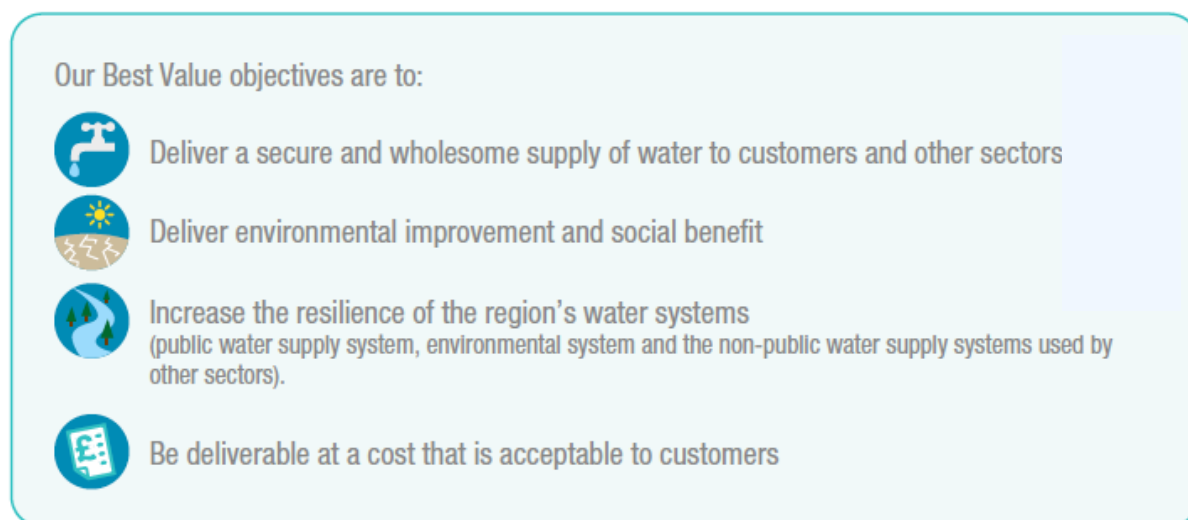 Our Best Value objectives are to:
Deliver a secure and wholesome supply of water to customers and other sectors
Deliver environmental improvement and social benefit
Increase the resilience of the region's water systems
(public water supply system, environmental system and the non-public water supply systems used by
other sectors).
£
Be deliverable at a cost that is acceptable to customers